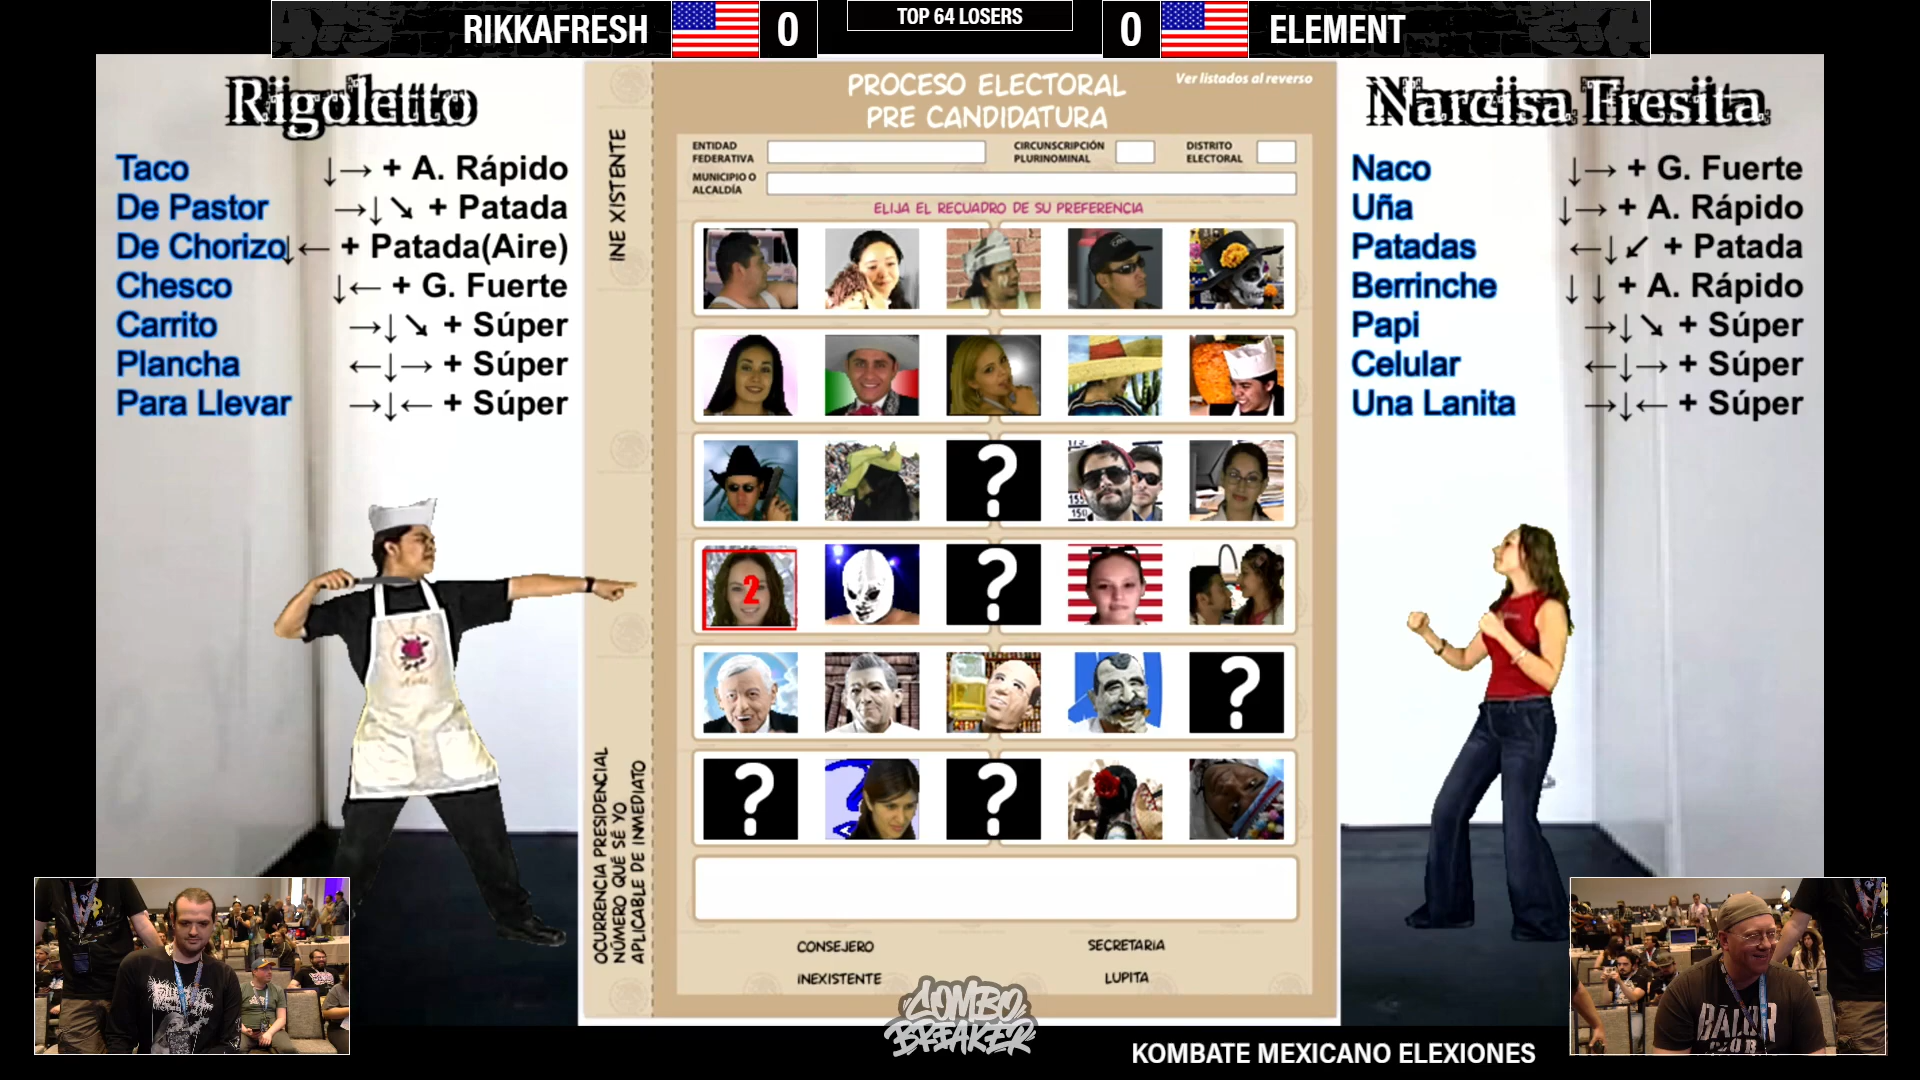 RIKKAFRESH 0 TOP 64 LOSERS 0 ELEMENT
Rigoletto
Taco ↓→ + A. Rápido
De Pastor →↓↘ + Patada
De Chorizo ↓← + Patada(Aire)
Chesco ↓← + G. Fuerte
Carrito →↓↘ + Súper
Plancha ←↓→ + Súper
Para Llevar →↓← + Súper
INE XISTENTE
OCURRENCIA PRESIDENCIAL
NÚMERO QUÉ SÉ YO
APLICABLE DE INMEDIATO
PROCESO ELECTORAL
PRE CANDIDATURA
Ver listados al reverso
ENTIDAD
FEDERATIVA
CIRCUNSCRIPCIÓN
PLURINOMINAL
DISTRITO
ELECTORAL
MUNICIPIO O
ALCALDÍA
ELIJA EL RECUADRO DE SU PREFERENCIA
?
2
?
?
?
?
?
CONSEJERO
INEXISTENTE
SECRETARIA
LUPITA
Narcisa Fresita
Naco ↓→ + G. Fuerte
Uña ↓→ + A. Rápido
Patadas ←↓↙ + Patada
Berrinche ↓↓ + A. Rápido
Papi →↓↘ + Súper
Celular ←↓→ + Súper
Una Lanita →↓← + Súper
COMBO
BREAKER
KOMBATE MEXICANO ELEXIONES